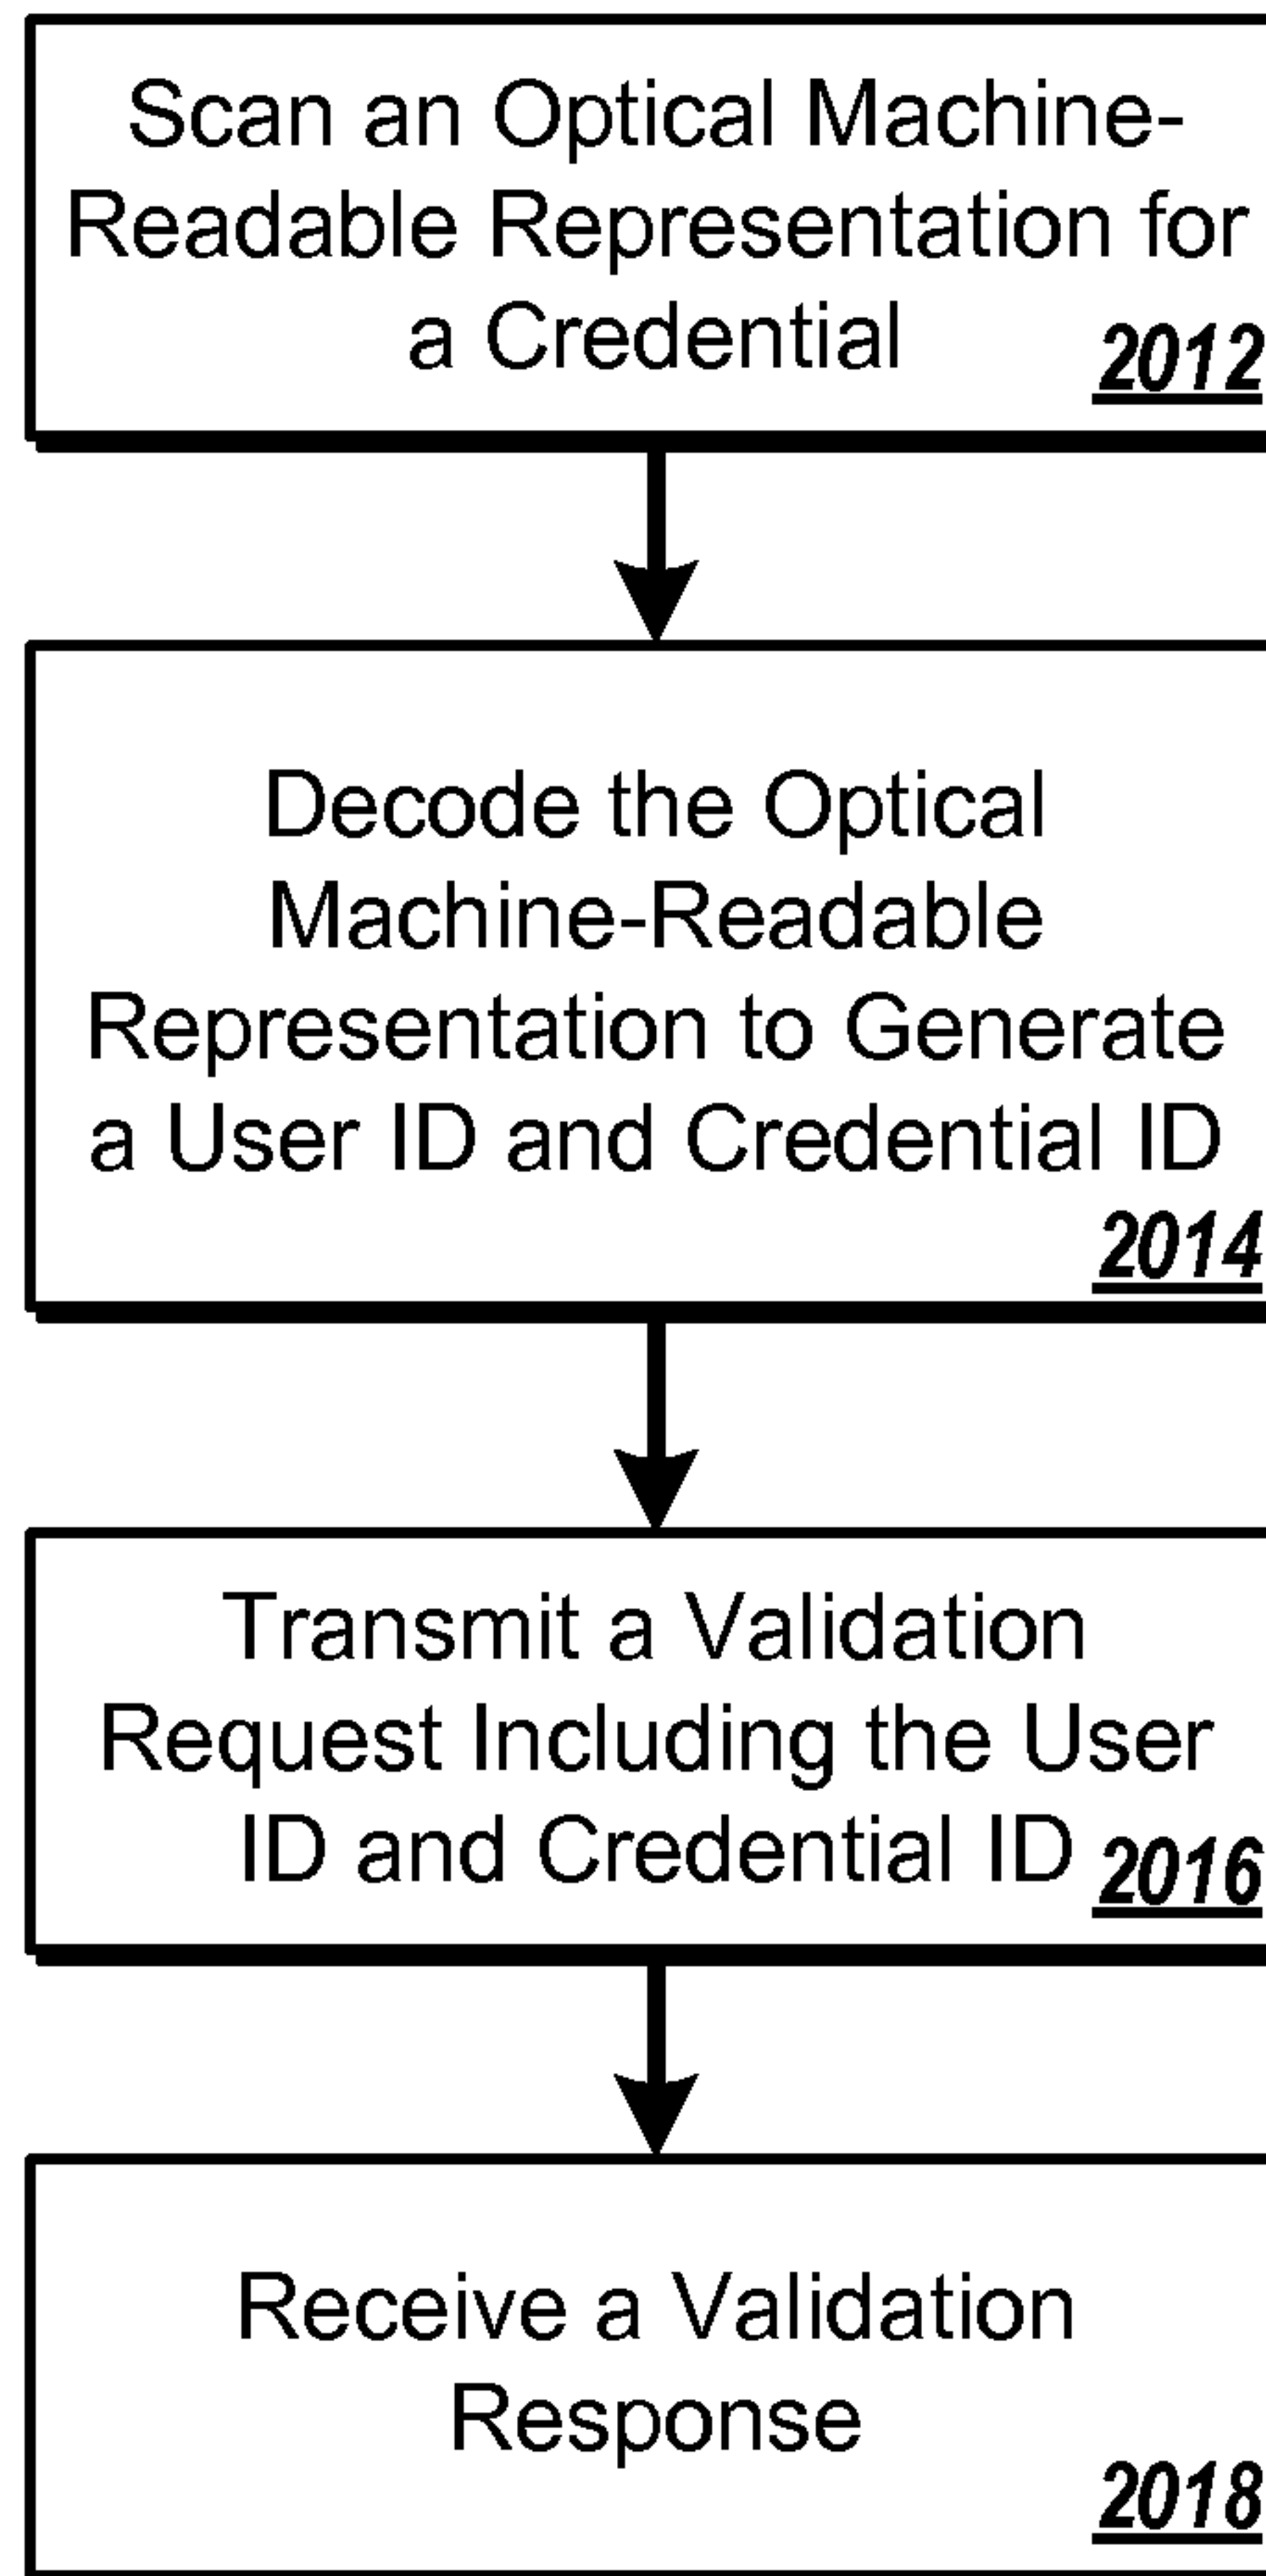 Scan an Optical Machine-
Readable Representation for
a Credential
2012
Decode the Optical
Machine-Readable
Representation to Generate
a User ID and Credential ID
2014
Transmit a Validation
Request Including the User
ID and Credential ID
2016
Receive a Validation
Response
2018